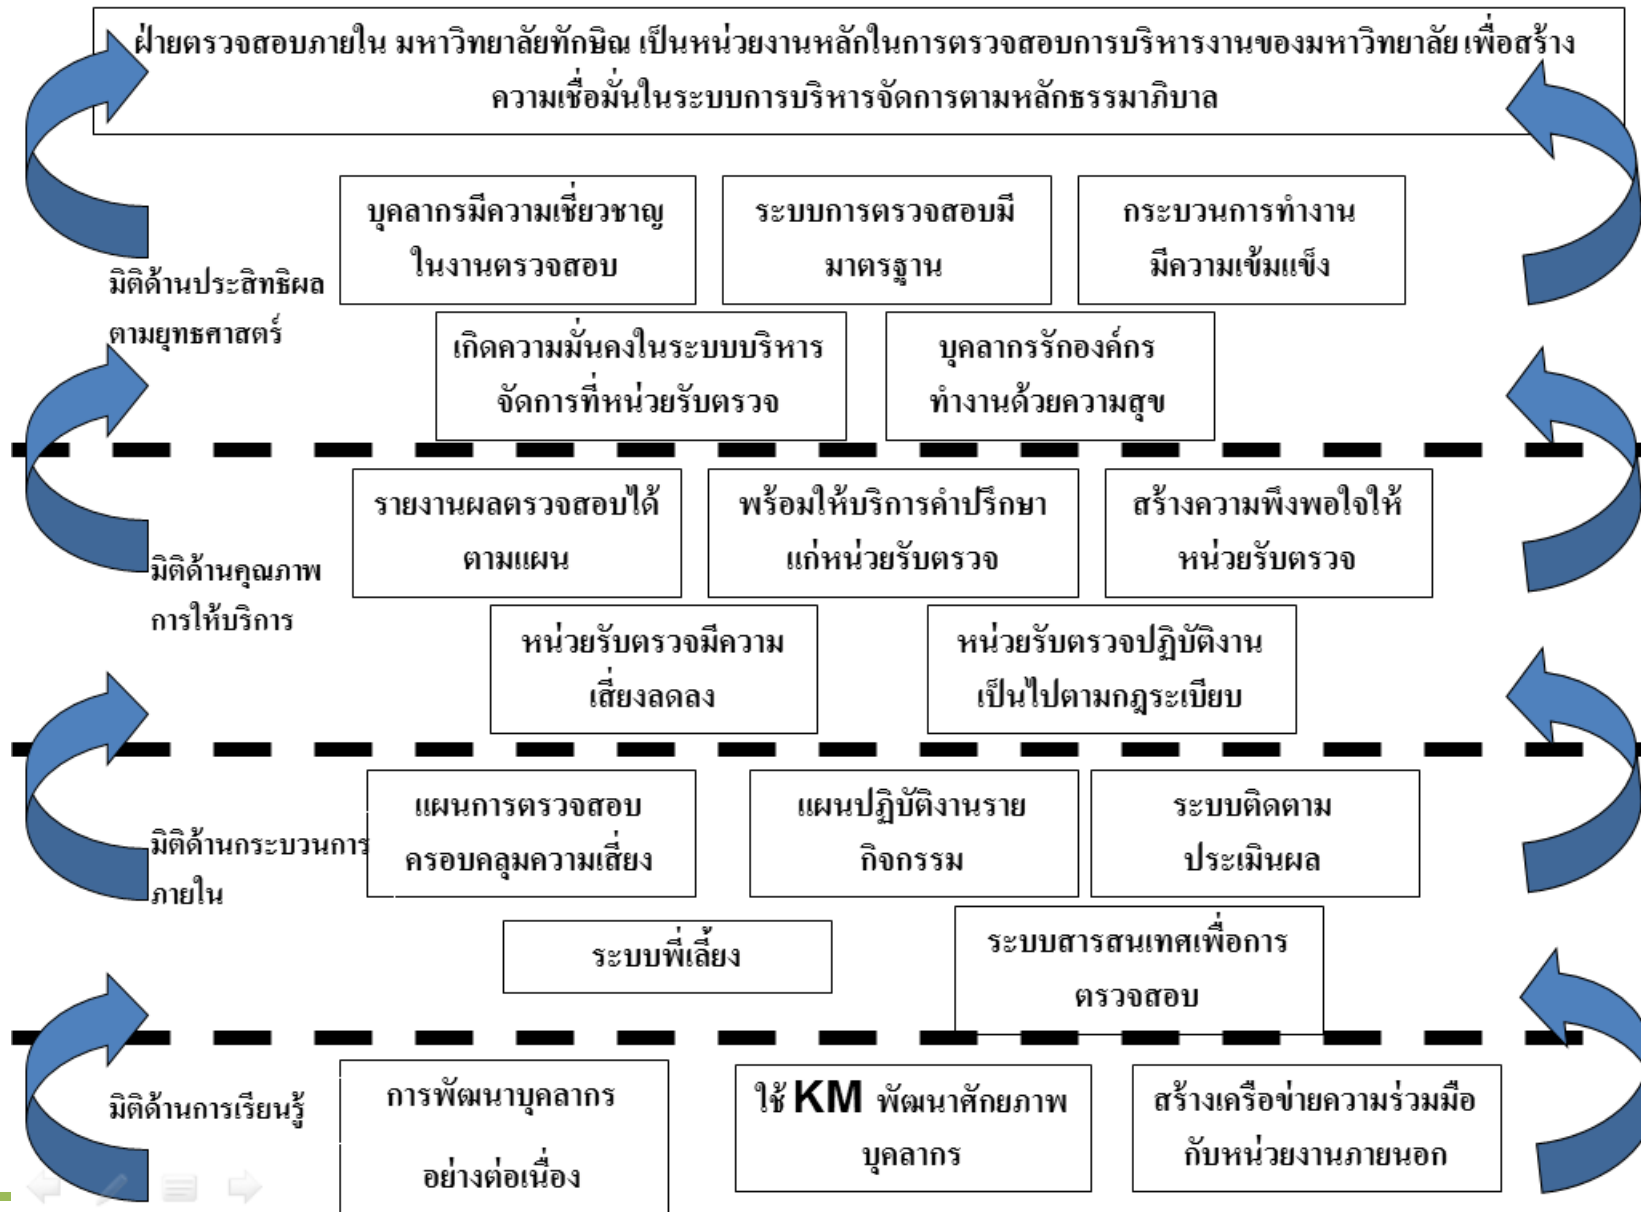 ฝ่ายตรวจสอบภายใน มหาวิทยาลัยทักษิณ เป็นหน่วยงานหลักในการตรวจสอบการบริหารงานของมหาวิทยาลัย เพื่อสร้าง
ความเชื่อมั่นในระบบการบริหารจัดการตามหลักธรรมาภิบาล
มิติด้านประสิทธิผล
ตามยุทธศาสตร์
บุคลากรมีความเชี่ยวชาญ
ในงานตรวจสอบ
ระบบการตรวจสอบมี
มาตรฐาน
กระบวนการทำงาน
มีความเข้มแข็ง
เกิดความมั่นคงในระบบบริหาร
จัดการที่หน่วยรับตรวจ
บุคลากรรักองค์กร
ทำงานด้วยความสุข
มิติด้านคุณภาพ
การให้บริการ
รายงานผลตรวจสอบได้
ตามแผน
พร้อมให้บริการคำปรึกษา
แก่หน่วยรับตรวจ
สร้างความพึงพอใจให้
หน่วยรับตรวจ
หน่วยรับตรวจมีความ
เสี่ยงลดลง
หน่วยรับตรวจปฏิบัติงาน
เป็นไปตามกฎระเบียบ
มิติด้านกระบวนการ
ภายใน
แผนการตรวจสอบ
ครอบคลุมความเสี่ยง
แผนปฏิบัติงานราย
กิจกรรม
ระบบติดตาม
ประเมินผล
ระบบพี่เลี้ยง
ระบบสารสนเทศเพื่อการ
ตรวจสอบ
มิติด้านการเรียนรู้
การพัฒนาบุคลากร
อย่างต่อเนื่อง
ใช้ KM พัฒนาศักยภาพ
บุคลากร
สร้างเครือข่ายความร่วมมือ
กับหน่วยงานภายนอก